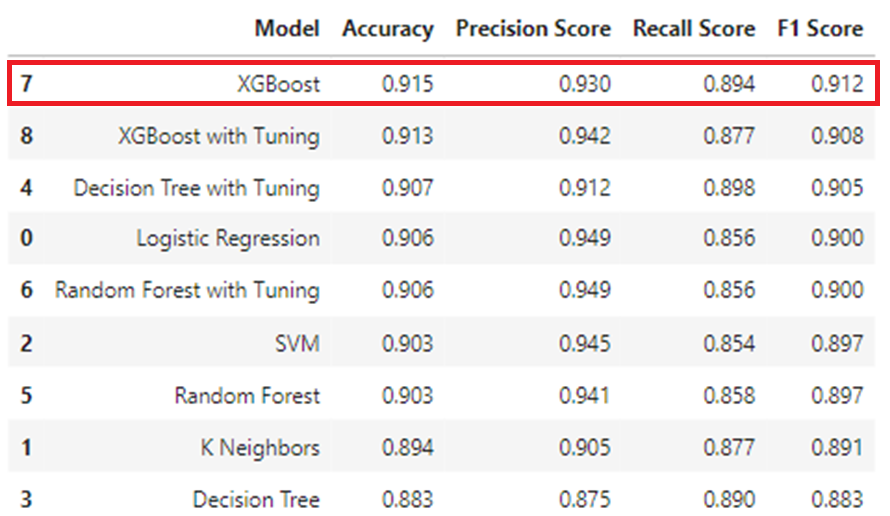 Model Accuracy Precision Score Recall Score F1 Score
7 XGBoost 0.915 0.930 0.894 0.912
8 XGBoost with Tuning 0.913 0.942 0.877 0.908
4 Decision Tree with Tuning 0.907 0.912 0.898 0.905
0 Logistic Regression 0.906 0.949 0.856 0.900
6 Random Forest with Tuning 0.906 0.949 0.856 0.900
2 SVM 0.903 0.945 0.854 0.897
5 Random Forest 0.903 0.941 0.858 0.897
1 K Neighbors 0.894 0.905 0.877 0.891
3 Decision Tree 0.883 0.875 0.890 0.883